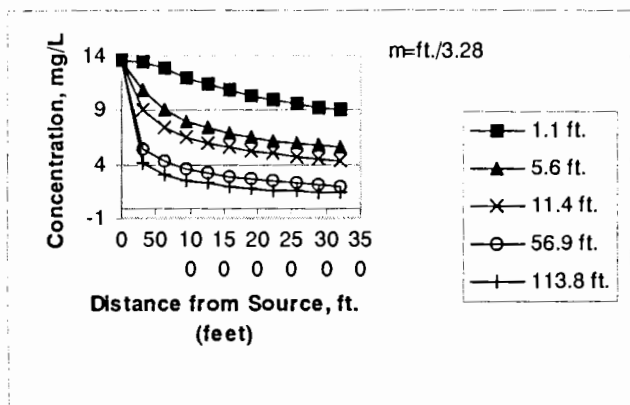 m=ft./3.28
Concentration, mg/L
14
9
4
-1
0 50 10 15 20 25 30 35
0 0 0 0 0 0
Distance from Source, ft.
(feet)
1.1 ft.
5.6 ft.
11.4 ft.
56.9 ft.
113.8 ft.